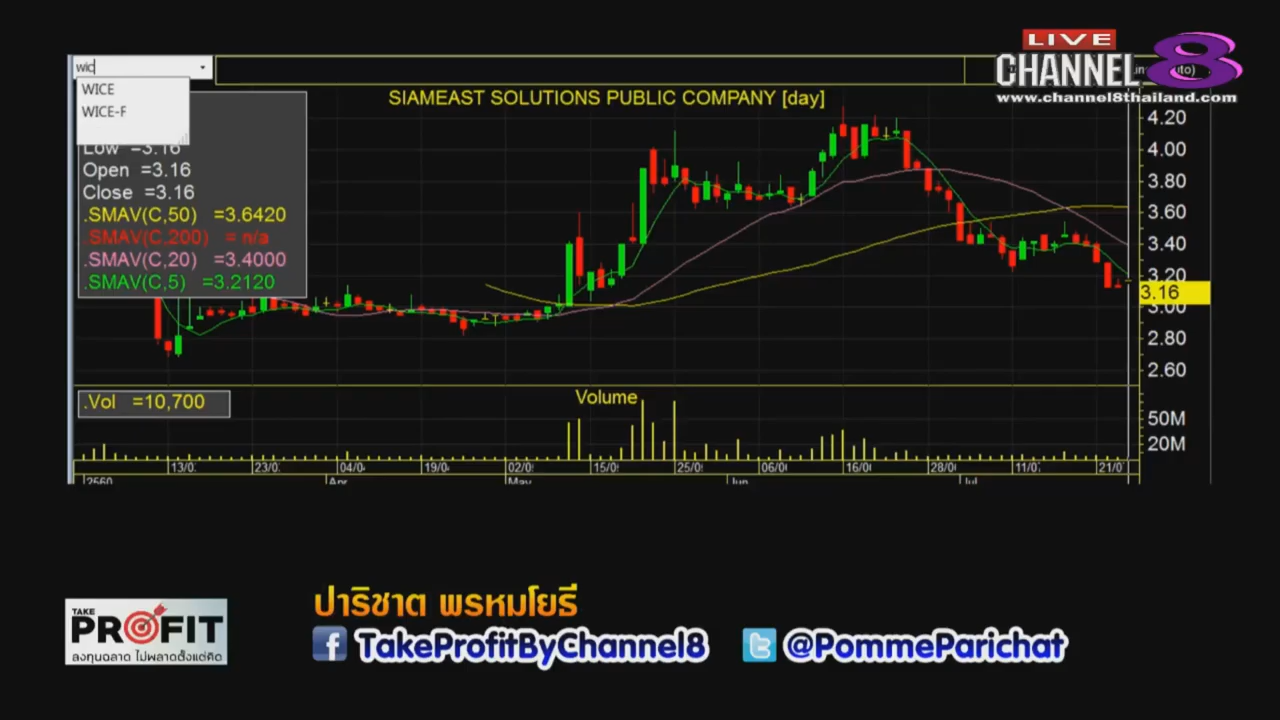 LIVE
CHANNEL 8
www.channel8thailand.com
wic
WICE
WICE-F
SIAMEAST SOLUTIONS PUBLIC COMPANY [day]
Low =3.16
Open =3.16
Close =3.16
.SMAV(C,50) =3.6420
.SMAV(C,200) = n/a
.SMAV(C,20) =3.4000
.SMAV(C,5) =3.2120
4.20
4.00
3.80
3.60
3.40
3.20
3.16
3.00
2.80
2.60
.Vol =10,700
Volume
50M
20M
13/0 23/0 04/0 19/0 02/0 15/0 25/0 06/0 16/0 28/0 11/0 21/0
2560 Apr May Jun Jul
TAKE
PROFIT
ลงทุนฉลาด ไม่พลาดตั้งแต่คิด
ปาริชาต พรหมโยธี
TakeProfitByChannel8
@PommeParichat